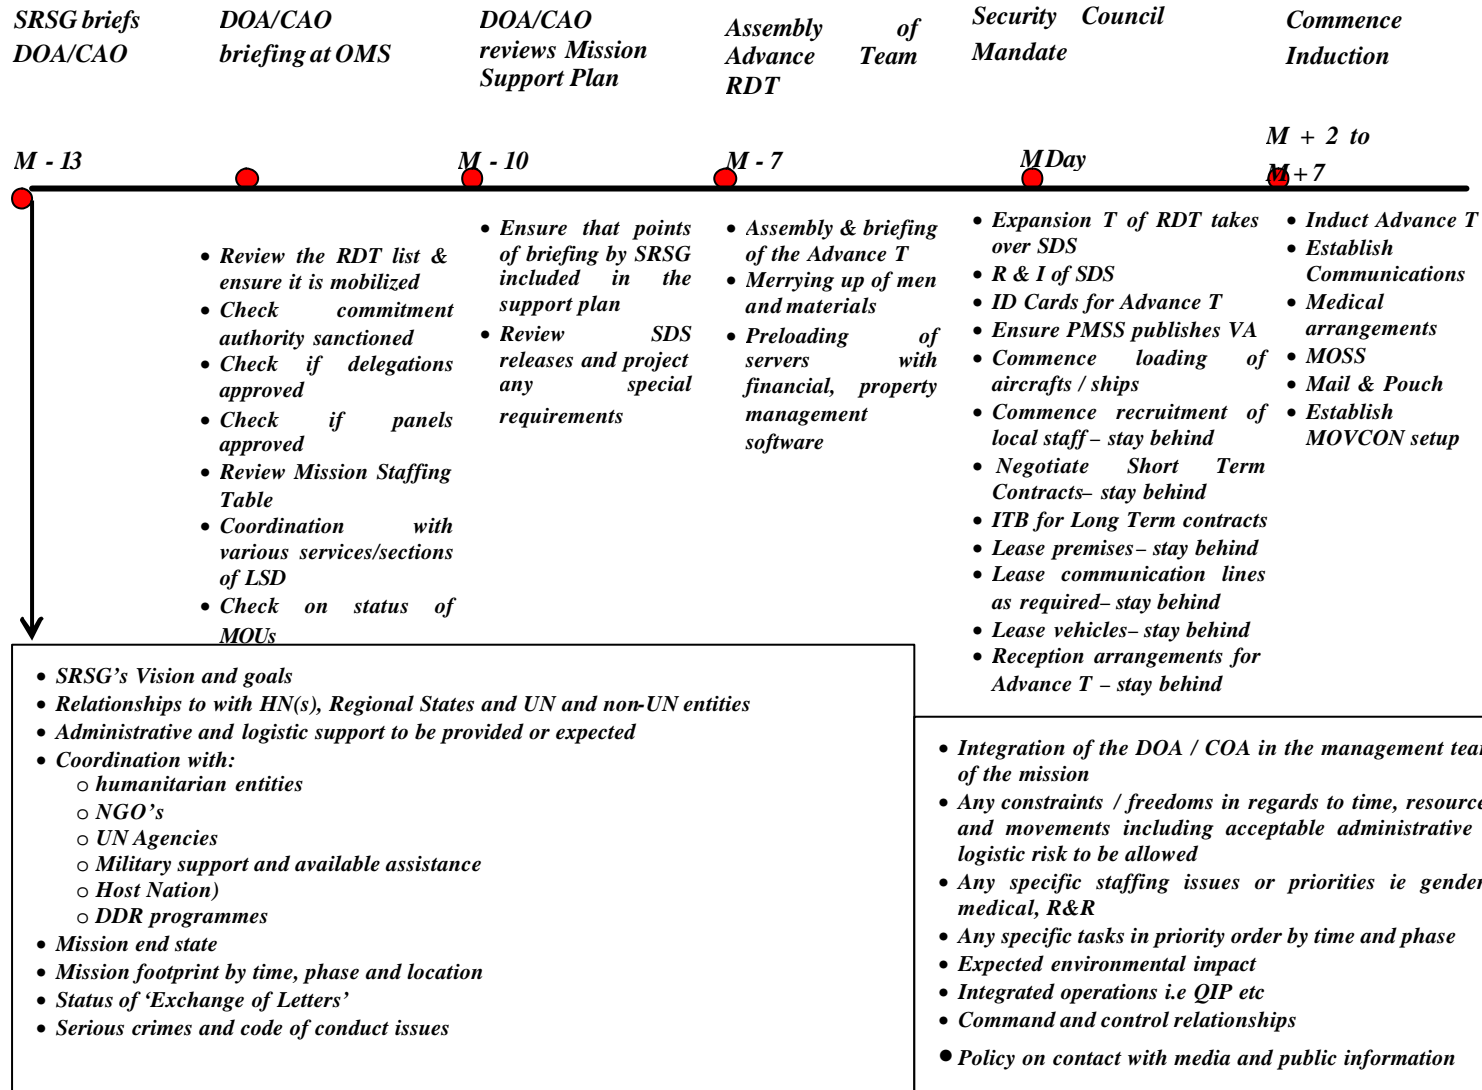 SRSG briefs
DOA/CAO
DOA/CAO
briefing at OMS
DOA/CAO
reviews Mission
Support Plan
Assembly of
Advance Team
RDT
Security Council
Mandate
Commence
Induction
M - 13
M - 10
M - 7
M Day
M + 2 to
M + 7
• Review the RDT list &
ensure it is mobilized
• Check commitment
authority sanctioned
• Check if delegations
approved
• Check if panels
approved
• Review Mission Staffing
Table
• Coordination with
various services/sections
of LSD
• Check on status of
MOUs
• Ensure that points
of briefing by SRSG
included in the
support plan
• Review SDS
releases and project
any special
requirements
• Assembly & briefing
of the Advance T
• Merrying up of men
and materials
• Preloading of
servers with
financial, property
management
software
• Expansion T of RDT takes
over SDS
• R & I of SDS
• ID Cards for Advance T
• Ensure PMSS publishes VA
• Commence loading of
aircrafts / ships
• Commence recruitment of
local staff – stay behind
• Negotiate Short Term
Contracts– stay behind
• ITB for Long Term contracts
• Lease premises – stay behind
• Lease communication lines
as required– stay behind
• Lease vehicles– stay behind
• Reception arrangements for
Advance T – stay behind
• Induct Advance T
• Establish
Communications
• Medical
arrangements
• MOSS
• Mail & Pouch
• Establish
MOVCON setup
• SRSG's Vision and goals
• Relationships to with HN(s), Regional States and UN and non-UN entities
• Administrative and logistic support to be provided or expected
• Coordination with:
o humanitarian entities
o NGO's
o UN Agencies
o Military support and available assistance
o Host Nation)
o DDR programmes
• Mission end state
• Mission footprint by time, phase and location
• Status of 'Exchange of Letters'
• Serious crimes and code of conduct issues
• Integration of the DOA / COA in the management tea
of the mission
• Any constraints / freedoms in regards to time, resource
and movements including acceptable administrative
logistic risk to be allowed
• Any specific staffing issues or priorities ie gender
medical, R&R
• Any specific tasks in priority order by time and phase
• Expected environmental impact
• Integrated operations i.e QIP etc
• Command and control relationships
• Policy on contact with media and public information